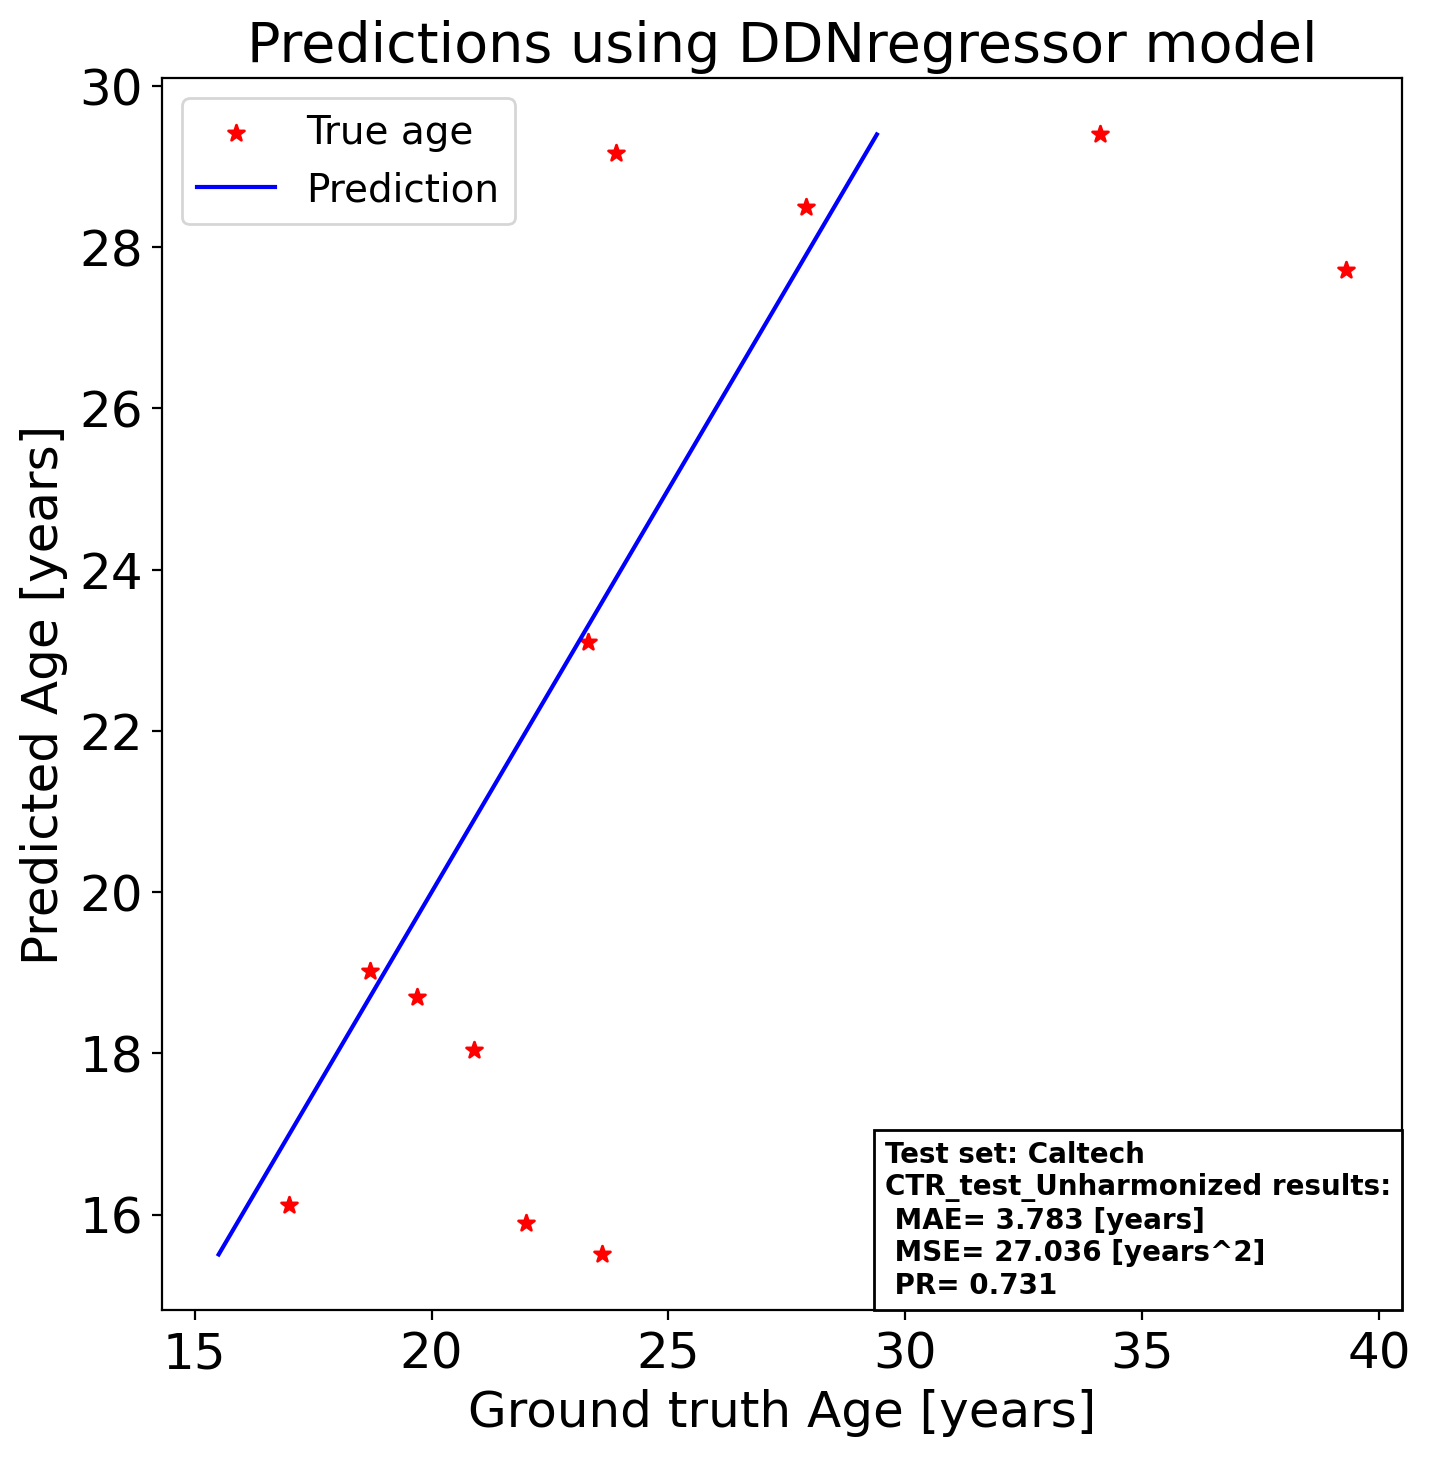 Predictions using DDNregressor model
30
28
26
24
22
20
18
16
Predicted Age [years]
True age
Prediction
Test set: Caltech
CTR_test_Unharmonized results:
MAE= 3.783 [years]
MSE= 27.036 [years^2]
PR= 0.731
15 20 25 30 35 40
Ground truth Age [years]